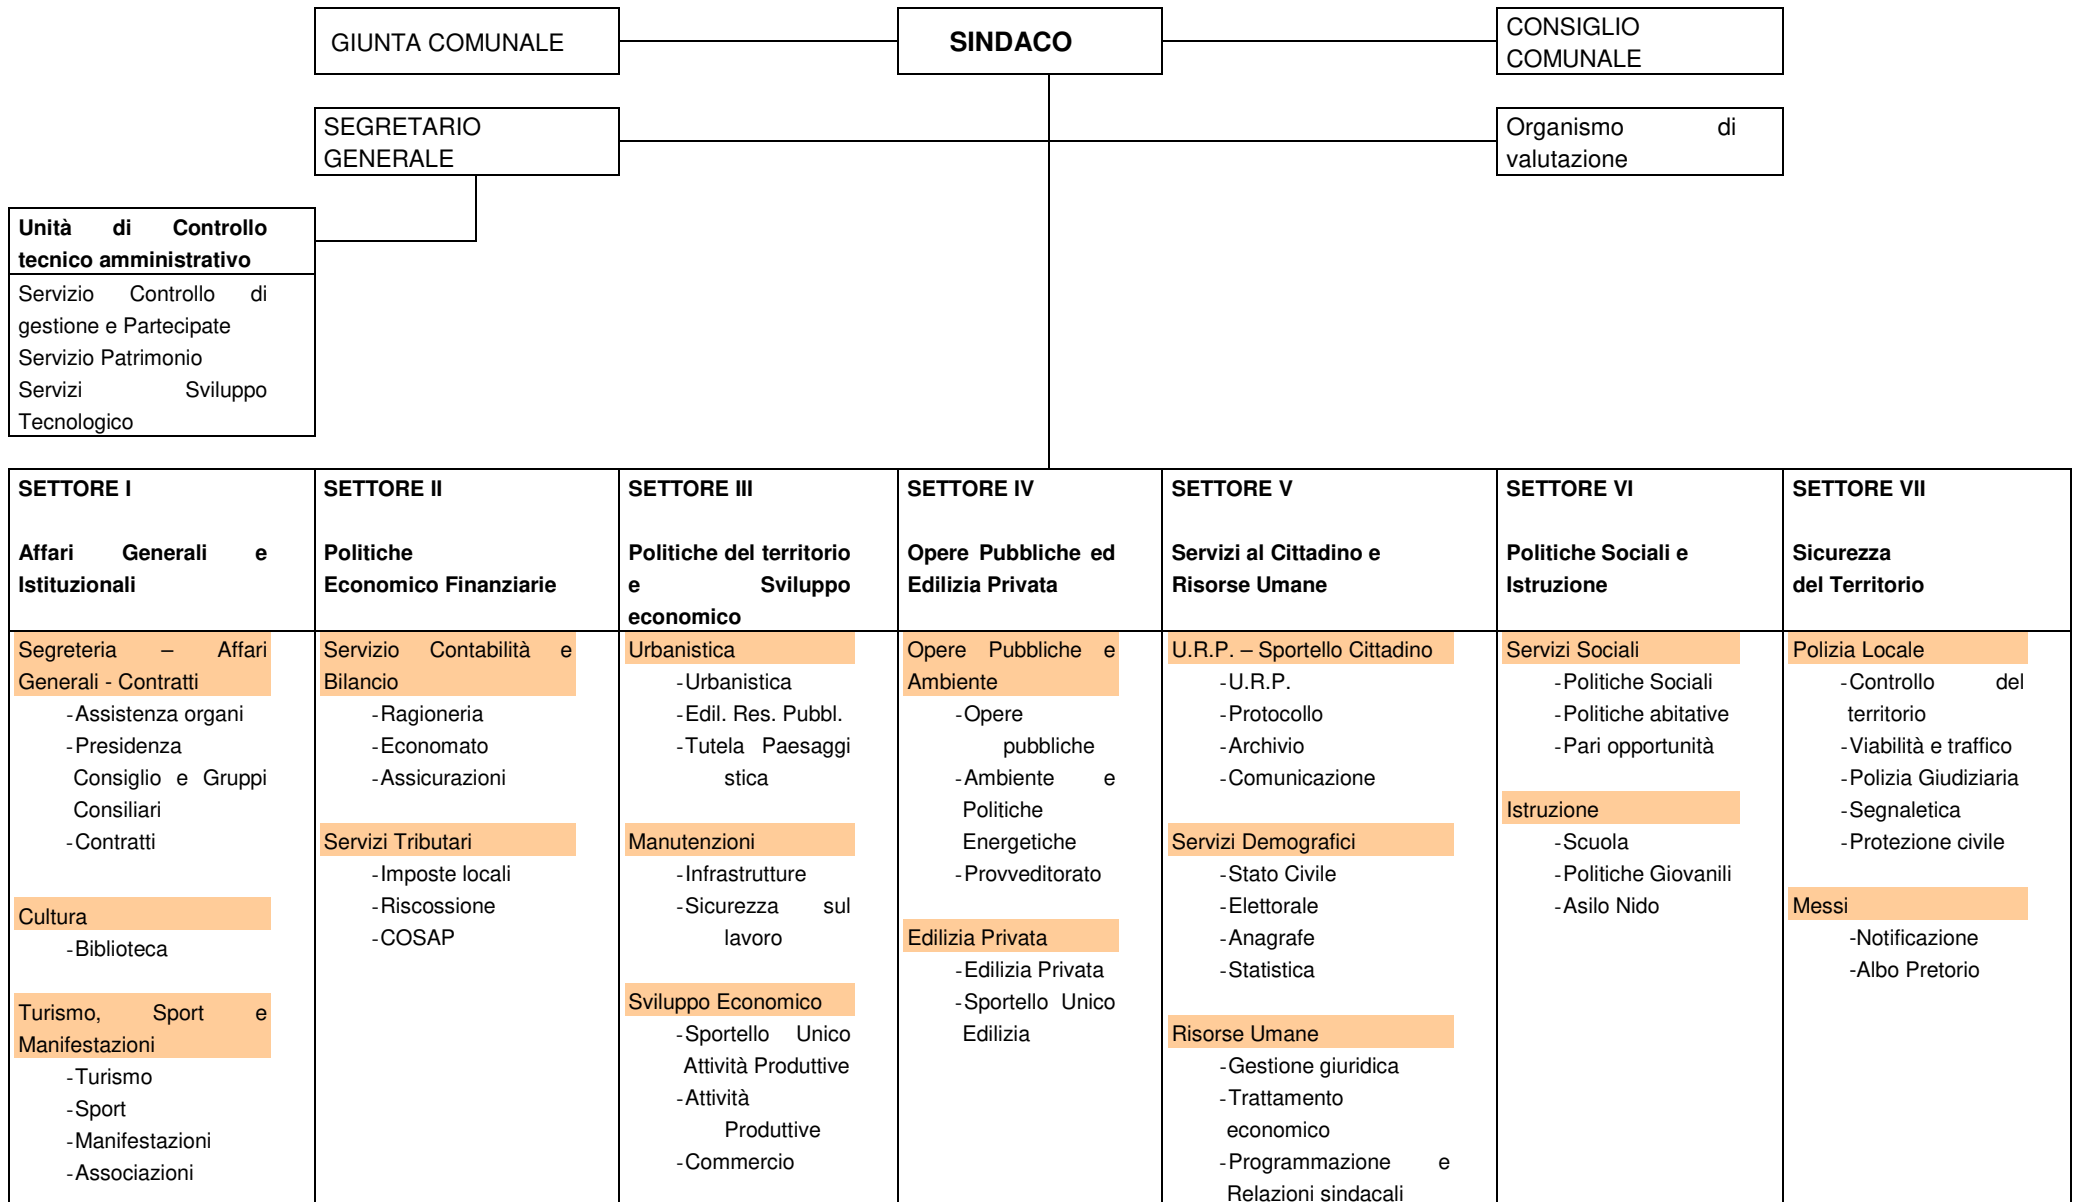 GIUNTA COMUNALE
SINDACO
CONSIGLIO
COMUNALE
SEGRETARIO
GENERALE
Organismo di
valutazione
Unità di Controllo
tecnico amministrativo
Servizio Controllo di
gestione e Partecipate
Servizio Patrimonio
Servizi Sviluppo
Tecnologico
SETTORE I
Affari Generali e
Istituzionali
Segreteria – Affari
Generali - Contratti
-Assistenza organi
-Presidenza
Consiglio e Gruppi
Consiliari
-Contratti
Cultura
-Biblioteca
Turismo, Sport e
Manifestazioni
-Turismo
-Sport
-Manifestazioni
-Associazioni
SETTORE II
Politiche
Economico Finanziarie
Servizio Contabilità e
Bilancio
-Ragioneria
-Economato
-Assicurazioni
Servizi Tributari
-Imposte locali
-Riscossione
-COSAP
SETTORE III
Politiche del territorio
e Sviluppo
economico
Urbanistica
-Urbanistica
-Edil. Res. Pubbl.
-Tutela Paesaggi
stica
Manutenzioni
-Infrastrutture
-Sicurezza sul
lavoro
Sviluppo Economico
-Sportello Unico
Attività Produttive
-Attività
Produttive
-Commercio
SETTORE IV
Opere Pubbliche ed
Edilizia Privata
Opere Pubbliche e
Ambiente
-Opere
pubbliche
-Ambiente e
Politiche
Energetiche
-Provveditorato
Edilizia Privata
-Edilizia Privata
-Sportello Unico
Edilizia
SETTORE V
Servizi al Cittadino e
Risorse Umane
U.R.P. – Sportello Cittadino
-U.R.P.
-Protocollo
-Archivio
-Comunicazione
Servizi Demografici
-Stato Civile
-Elettorale
-Anagrafe
-Statistica
Risorse Umane
-Gestione giuridica
-Trattamento
economico
-Programmazione e
Relazioni sindacali
SETTORE VI
Politiche Sociali e
Istruzione
Servizi Sociali
-Politiche Sociali
-Politiche abitative
-Pari opportunità
Istruzione
-Scuola
-Politiche Giovanili
-Asilo Nido
SETTORE VII
Sicurezza
del Territorio
Polizia Locale
-Controllo del
territorio
-Viabilità e traffico
-Polizia Giudiziaria
-Segnaletica
-Protezione civile
Messi
-Notificazione
-Albo Pretorio